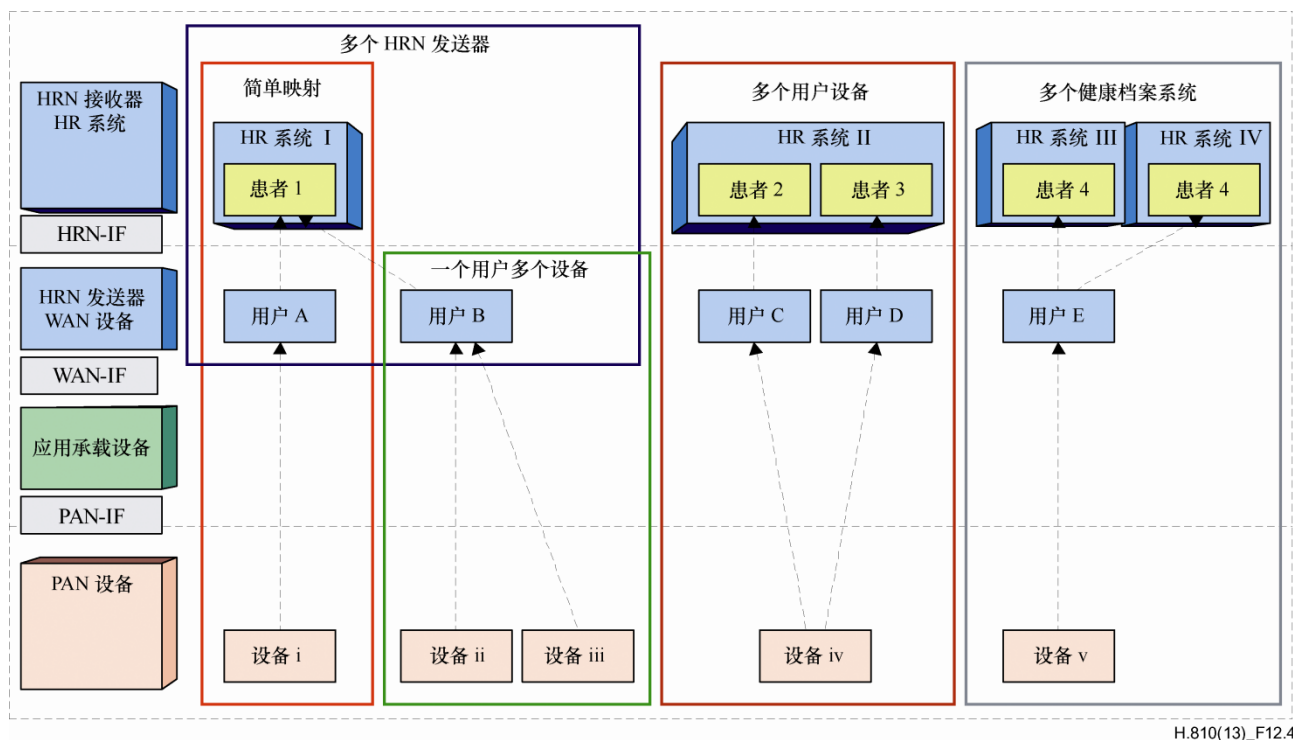 多个 HRN 发送器
HRN 接收器
HR 系统
简单映射
多个用户设备
多个健康档案系统
HR 系统 I
HR 系统 II
HR 系统 III
HR 系统 IV
患者 1
患者 2
患者 3
患者 4
患者 4
HRN-IF
一个用户多个设备
HRN 发送器
WAN 设备
用户 A
用户 B
用户 C
用户 D
用户 E
WAN-IF
应用承载设备
PAN-IF
PAN 设备
设备 i
设备 ii
设备 iii
设备 iv
设备 v
H.810(13)_F12.4